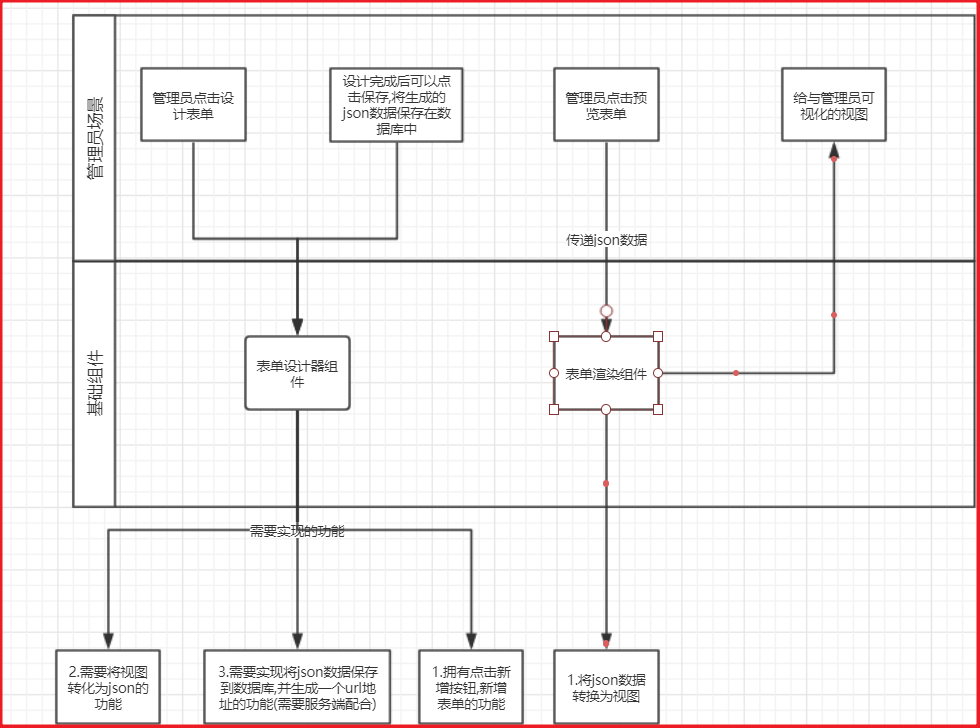 管理员场景
管理员点击设
计表单
设计完成后可以点
击保存,将生成的
json数据保存在数
据库中
管理员点击预
览表单
给与管理员可
视化的视图
传递json数据
基础组件
表单设计器组
件
表单渲染组件
需要实现的功能
2.需要将视图
转化为json的
功能
3.需要实现将json数据保存
到数据库,并生成一个url地
址的功能(需要服务端配合)
1.拥有点击新
增按钮,新增
表单的功能
1.将json数据
转换为视图